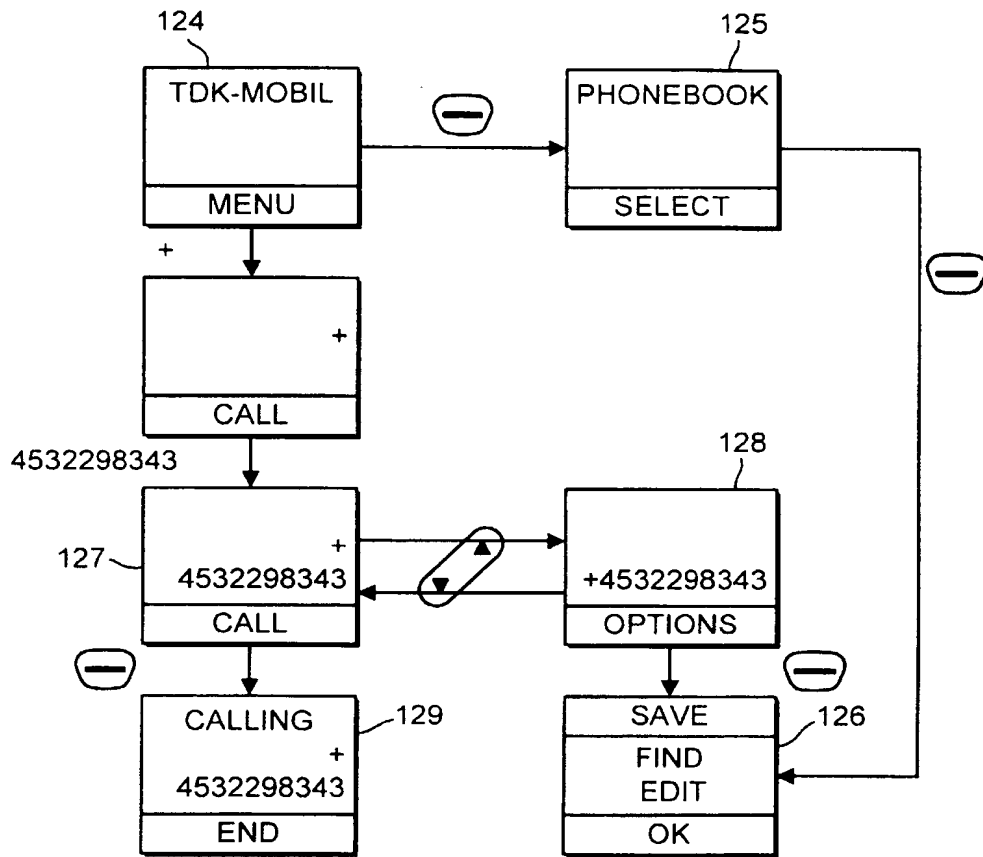 124
125
TDK-MOBIL
MENU
PHONEBOOK
SELECT
+
+
CALL
4532298343
128
127
+
4532298343
CALL
+4532298343
OPTIONS
129
CALLING
+
4532298343
END
126
SAVE
FIND
EDIT
OK